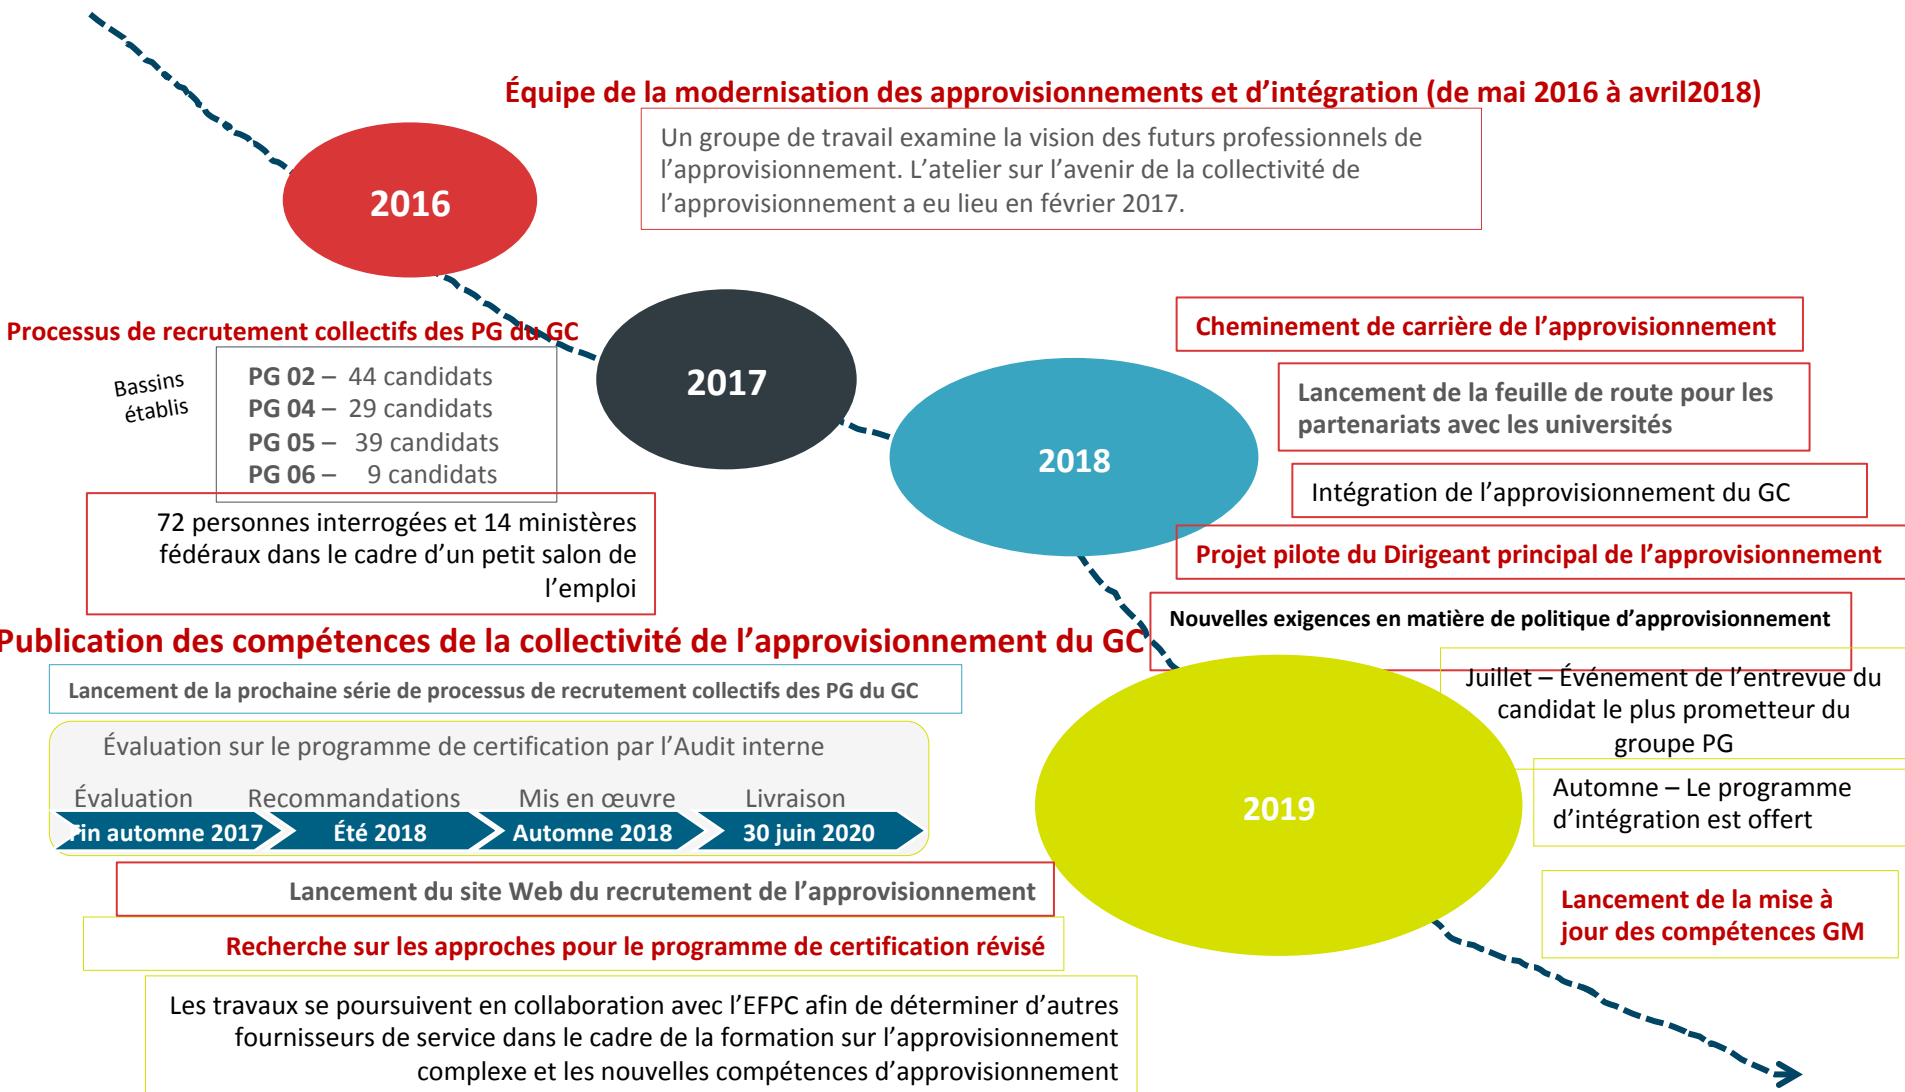 Équipe de la modernisation des approvisionnements et d’intégration (de mai 2016 à avril2018)
Un groupe de travail examine la vision des futurs professionnels de
l’approvisionnement. L’atelier sur l’avenir de la collectivité de
l’approvisionnement a eu lieu en février 2017.
2016
Processus de recrutement collectifs des PG du GC
Bassins
établis
PG 02 – 44 candidats
PG 04 – 29 candidats
PG 05 – 39 candidats
PG 06 – 9 candidats
72 personnes interrogées et 14 ministères
fédéraux dans le cadre d’un petit salon de
l’emploi
2017
2018
Cheminement de carrière de l’approvisionnement
Lancement de la feuille de route pour les
partenariats avec les universités
Intégration de l’approvisionnement du GC
Projet pilote du Dirigeant principal de l’approvisionnement
Nouvelles exigences en matière de politique d’approvisionnement
Publication des compétences de la collectivité de l’approvisionnement du GC
Lancement de la prochaine série de processus de recrutement collectifs des PG du GC
Évaluation sur le programme de certification par l’Audit interne
Évaluation Recommandations Mis en œuvre Livraison
Fin automne 2017 Été 2018 Automne 2018 30 juin 2020
Lancement du site Web du recrutement de l’approvisionnement
Recherche sur les approches pour le programme de certification révisé
Les travaux se poursuivent en collaboration avec l’EFPC afin de déterminer d’autres
fournisseurs de service dans le cadre de la formation sur l’approvisionnement
complexe et les nouvelles compétences d’approvisionnement
2019
Juillet – Événement de l’entrevue du
candidat le plus prometteur du
groupe PG
Automne – Le programme
d’intégration est offert
Lancement de la mise à
jour des compétences GM